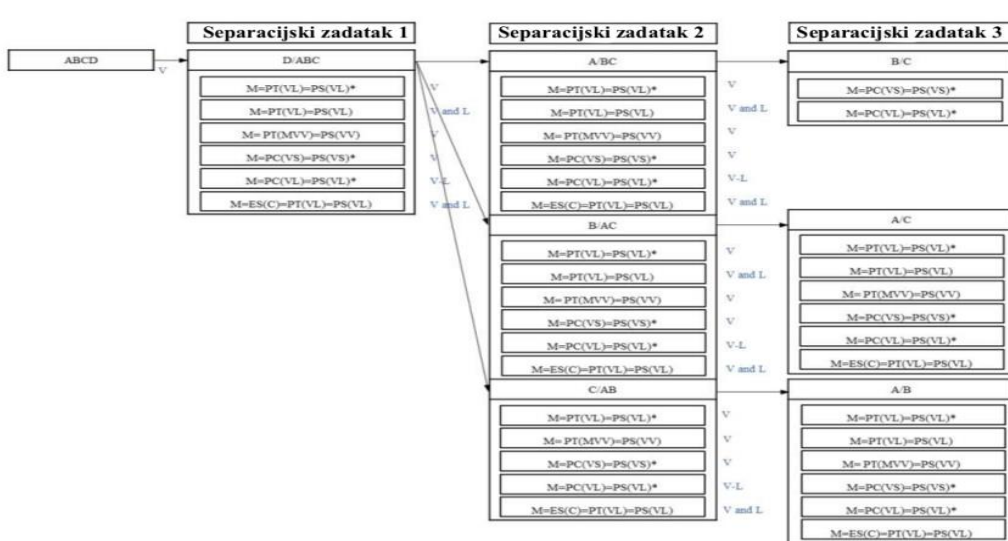 Separacijski zadatak 1
Separacijski zadatak 2
Separacijski zadatak 3
ABCD
V
D/ABC
M=PT(VL)=PS(VL)*
V
M=PT(VL)=PS(VL)
V and L
M= PT(MVV)=PS(VV)
V
M=PC(VS)=PS(VS)*
V
M=PC(VL)=PS(VL)*
V-L
M=ES(C)=PT(VL)=PS(VL)
V and L
A/BC
M=PT(VL)=PS(VL)*
V
M=PT(VL)=PS(VL)
V and L
M= PT(MVV)=PS(VV)
V
M=PC(VS)=PS(VS)*
V
M=PC(VL)=PS(VL)*
V-L
M=ES(C)=PT(VL)=PS(VL)
V and L
B/AC
M=PT(VL)=PS(VL)*
V
M=PT(VL)=PS(VL)
V and L
M= PT(MVV)=PS(VV)
V
M=PC(VS)=PS(VS)*
V
M=PC(VL)=PS(VL)*
V-L
M=ES(C)=PT(VL)=PS(VL)
V and L
C/AB
M=PT(VL)=PS(VL)*
V
M= PT(MVV)=PS(VV)
V
M=PC(VS)=PS(VS)*
V
M=PC(VL)=PS(VL)*
V-L
M=ES(C)=PT(VL)=PS(VL)
V and L
B/C
M=PC(VS)=PS(VS)*
M=PC(VL)=PS(VL)*
A/C
M=PT(VL)=PS(VL)*
M=PT(VL)=PS(VL)
M= PT(MVV)=PS(VV)
M=PC(VS)=PS(VS)*
M=PC(VL)=PS(VL)*
M=ES(C)=PT(VL)=PS(VL)
A/B
M=PT(VL)=PS(VL)*
M=PT(VL)=PS(VL)
M= PT(MVV)=PS(VV)
M=PC(VS)=PS(VS)*
M=PC(VL)=PS(VL)*
M=ES(C)=PT(VL)=PS(VL)